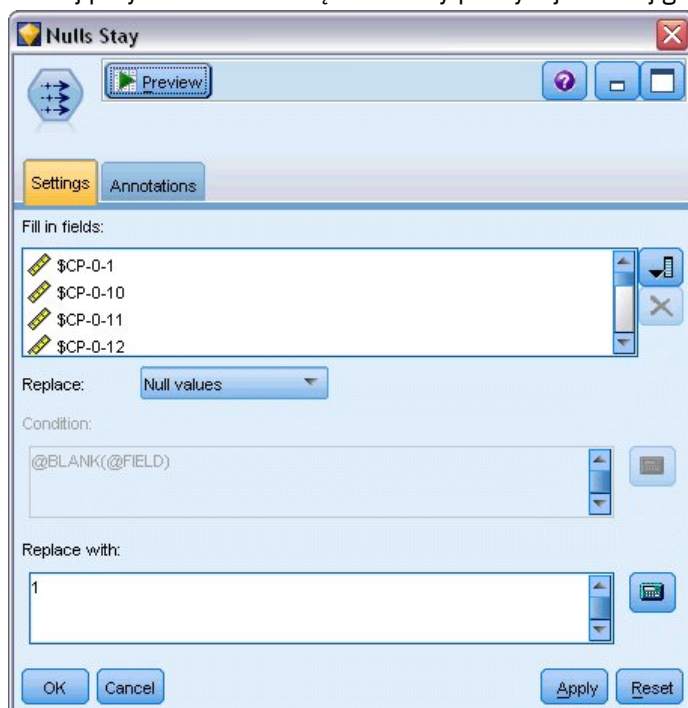 Nulls Stay
Preview
Settings Annotations
Fill in fields:
$CP-0-1
$CP-0-10
$CP-0-11
$CP-0-12
Replace: Null values
Condition:
@BLANK(@FIELD)
Replace with:
1
OK Cancel Apply Reset